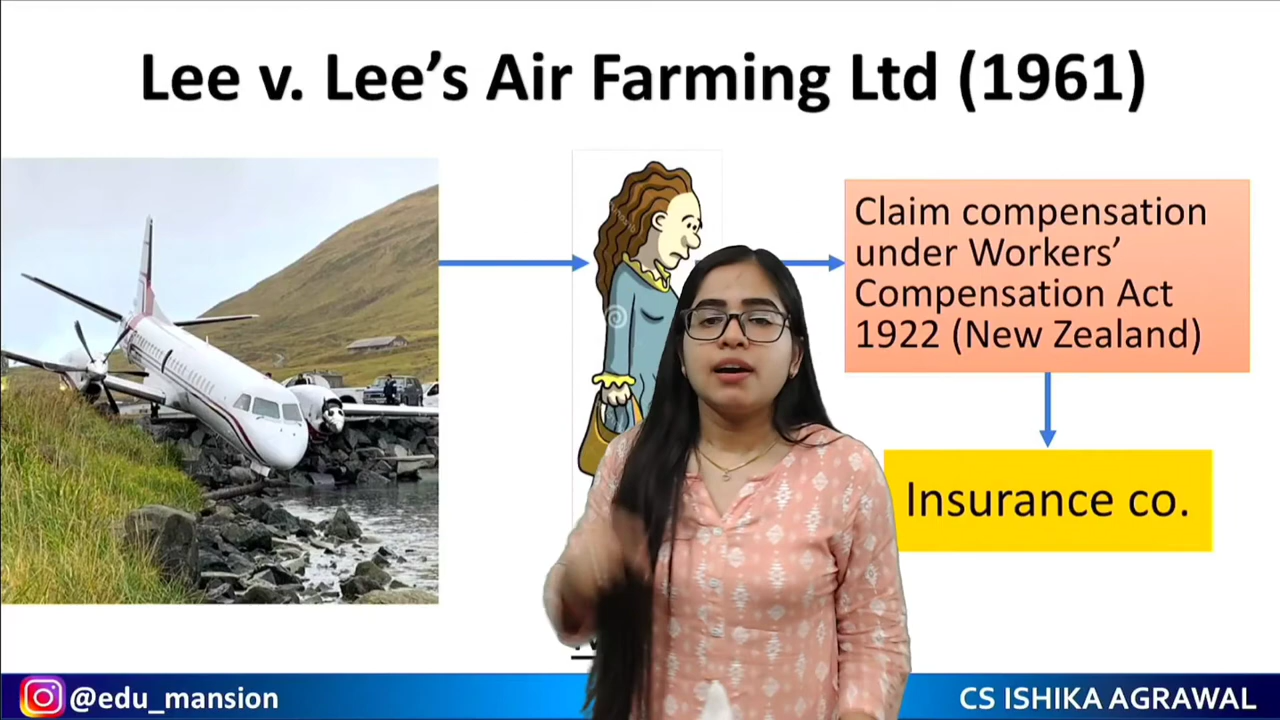 Lee v. Lee’s Air Farming Ltd (1961)
Claim compensation
under Workers’
Compensation Act
1922 (New Zealand)
Insurance co.
@edu_mansion
CS ISHIKA AGRAWAL